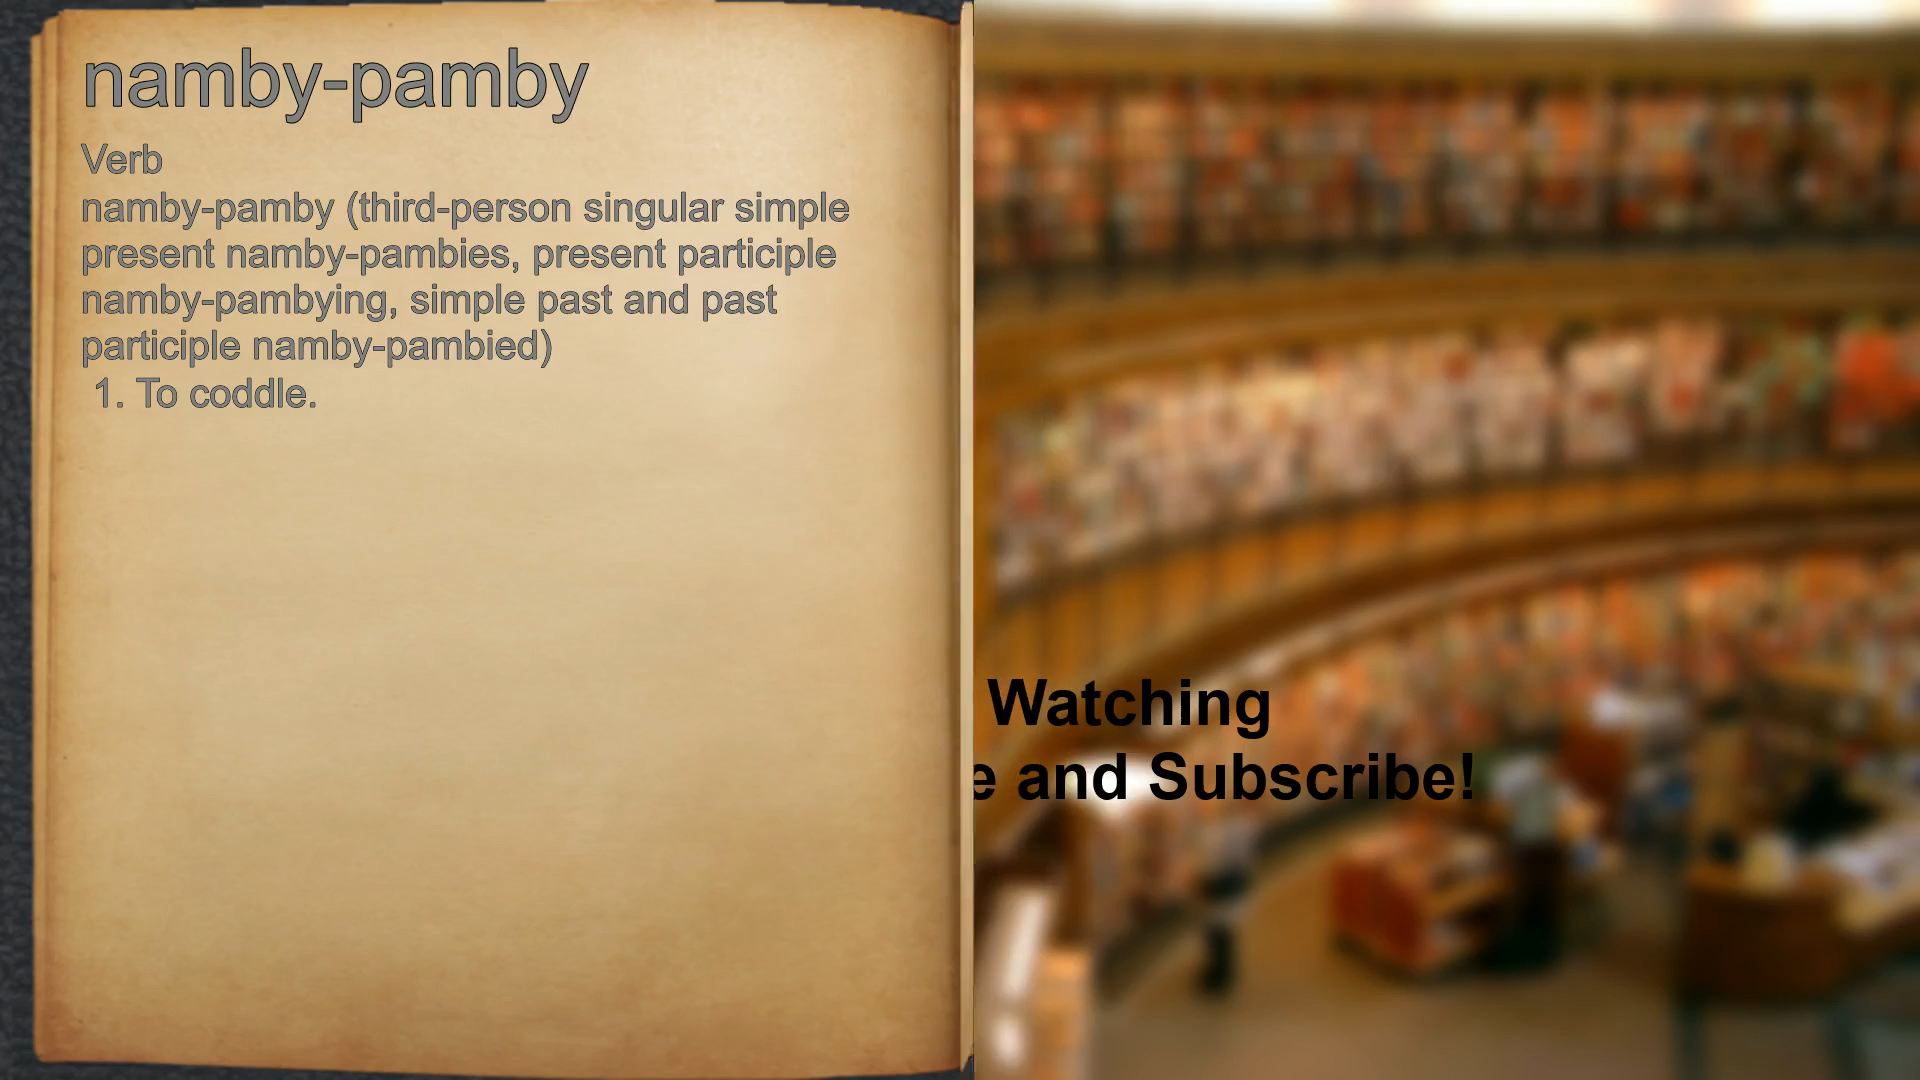 namby-pamby
Verb
namby-pamby (third-person singular simple
present namby-pambies, present participle
namby-pambying, simple past and past
participle namby-pambied)
1. To coddle.
Watching
e and Subscribe!